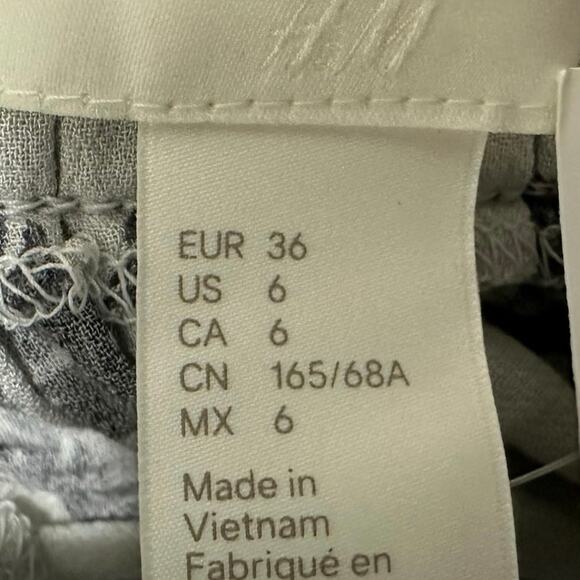 EUR 36
US 6
CA 6
CN 165/68A
MX 6
Made in
Vietnam
Fabriqué en